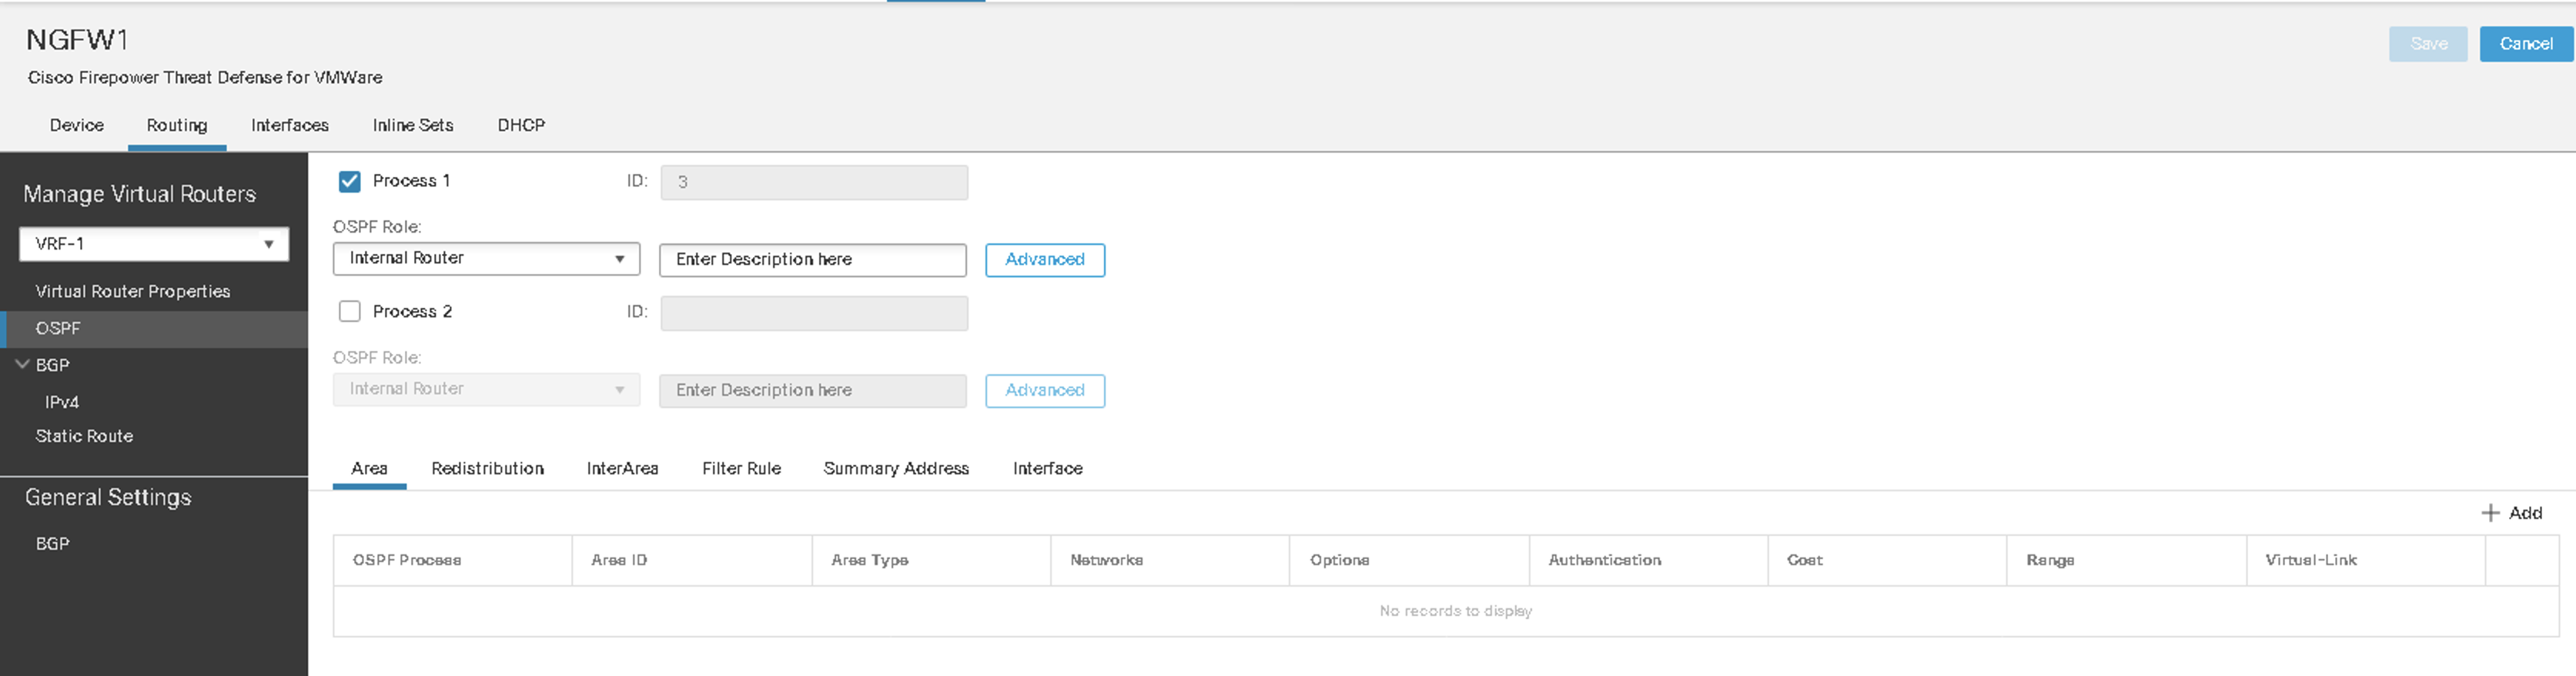 NGFW1
Save Cancel
Cisco Firepower Threat Defense for VMWare
Device Routing Interfaces Inline Sets DHCP
Manage Virtual Routers
VRF-1
Virtual Router Properties
OSPF
BGP
IPv4
Static Route
General Settings
BGP
Process 1 ID: 3
OSPF Role:
Internal Router Enter Description here Advanced
Process 2 ID:
OSPF Role:
Internal Router Enter Description here Advanced
Area Redistribution InterArea Filter Rule Summary Address Interface
+ Add
OSPF Process Area ID Area Type Networks Options Authentication Cost Range Virtual-Link
No records to display